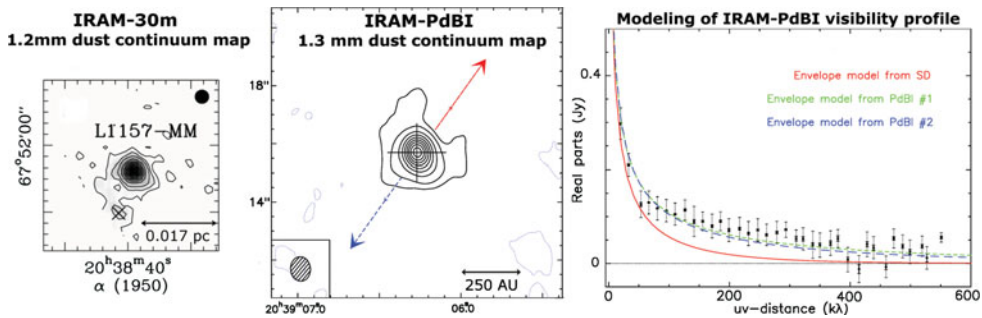 IRAM-30m
1.2mm dust continuum map
L1157-MM
67°52'00"
0.017 pc
20h38m40s
α (1950)
IRAM-PdBI
1.3 mm dust continuum map
18"
14"
250 AU
20h39m07.s0
06.s0
Modeling of IRAM-PdBI visibility profile
Envelope model from SD
Envelope model from PdBI #1
Envelope model from PdBI #2
Real parts (Jy)
0.4
0.2
0
0
200
400
600
uv-distance (kλ)